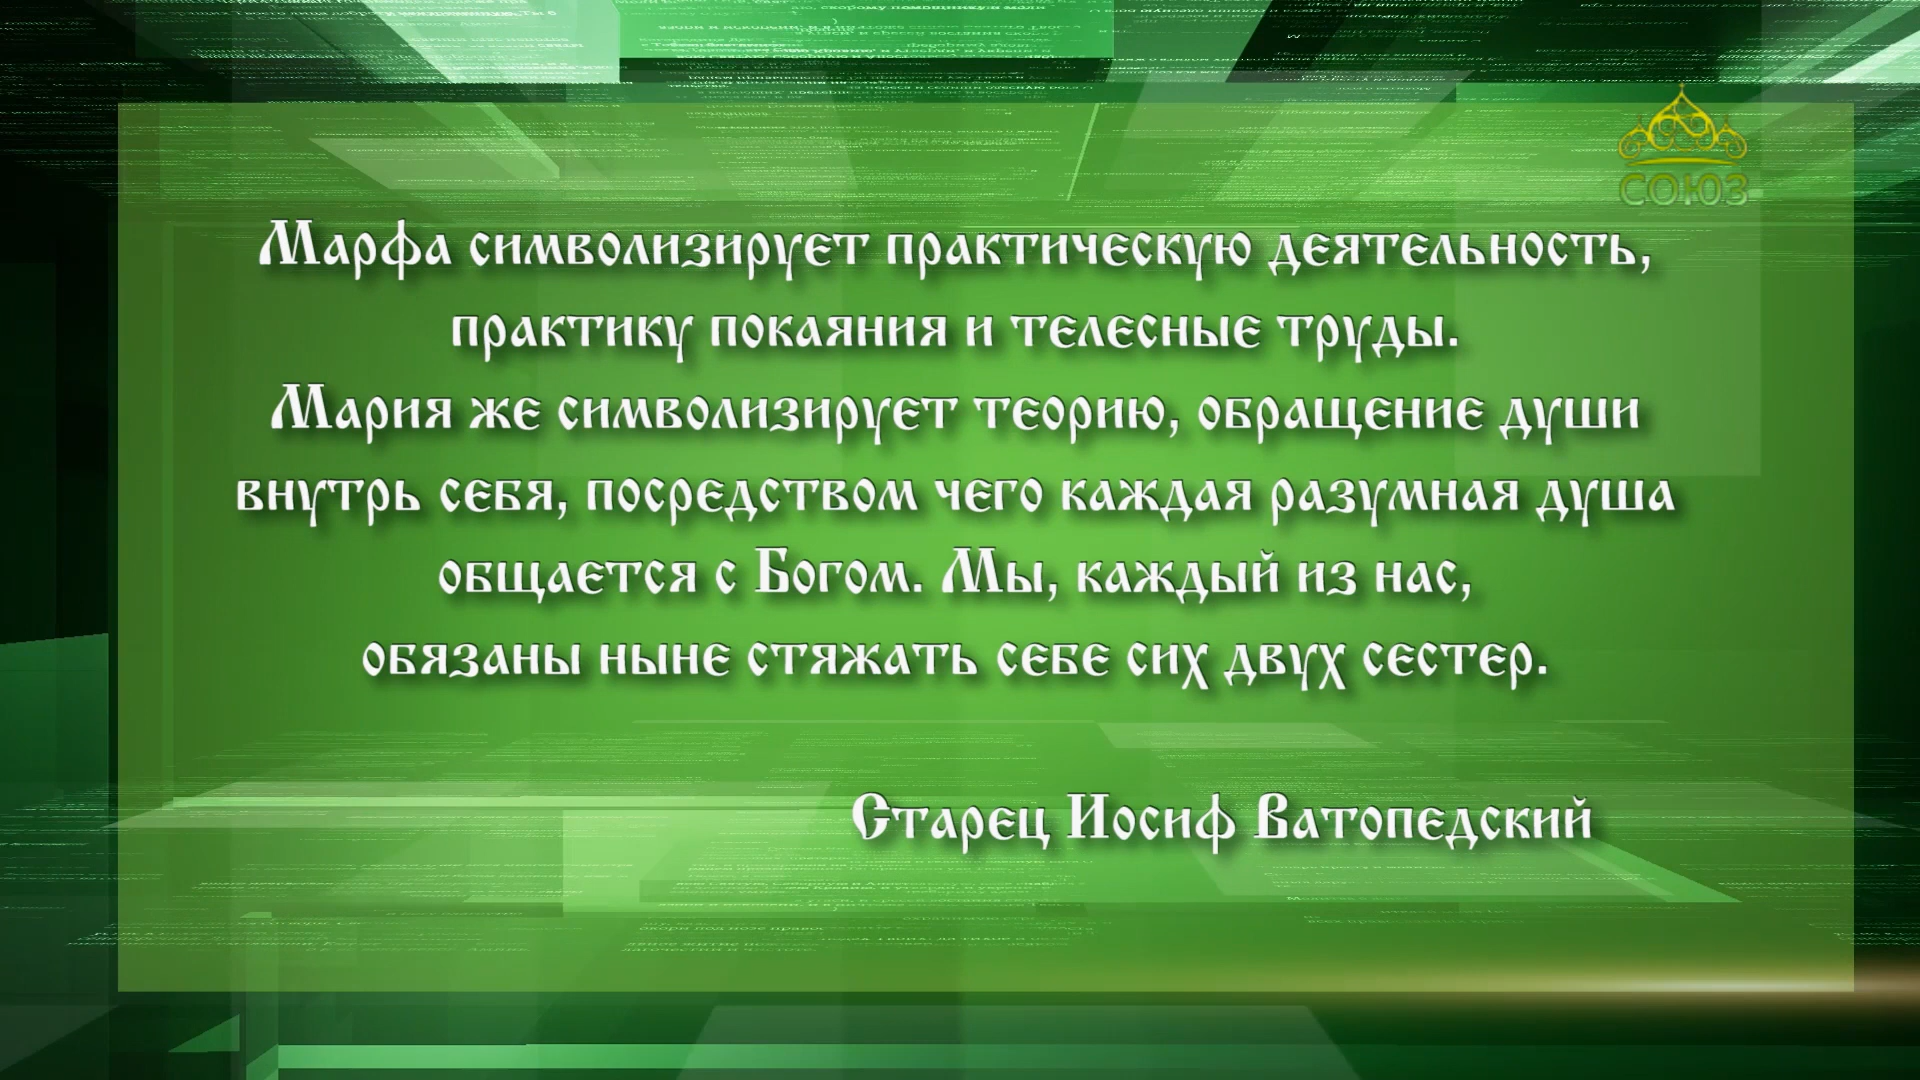 СОЮЗ
Марфа символизирует практическую деятельность,
практику покаяния и телесные труды.
Мария же символизирует теорию, обращение души
внутрь себя, посредством чего каждая разумная душа
общается с Богом. Мы, каждый из нас,
обязаны ныне стяжать себе сих двух сестер.
Старец Иосиф Ватопедский